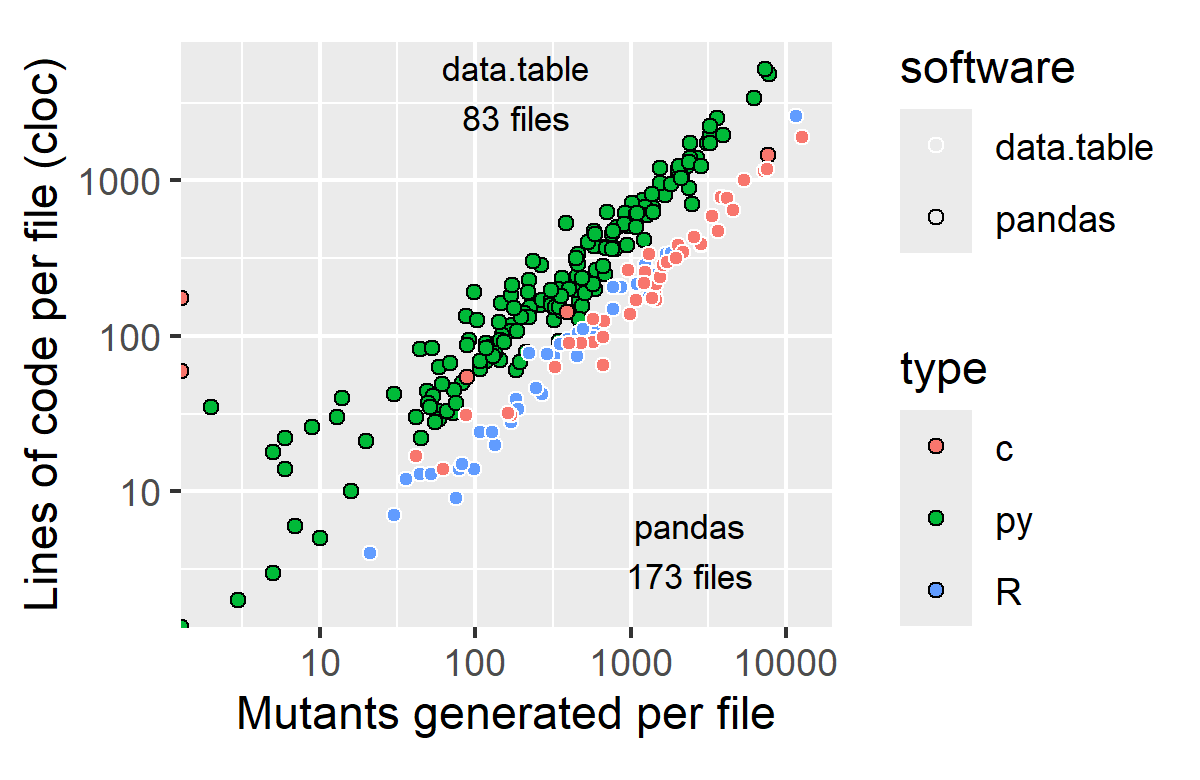 data.table
83 files
pandas
173 files
1000
100
10
10
100
1000
10000
Mutants generated per file
Lines of code per file (cloc)
software
data.table
pandas
type
c
py
R